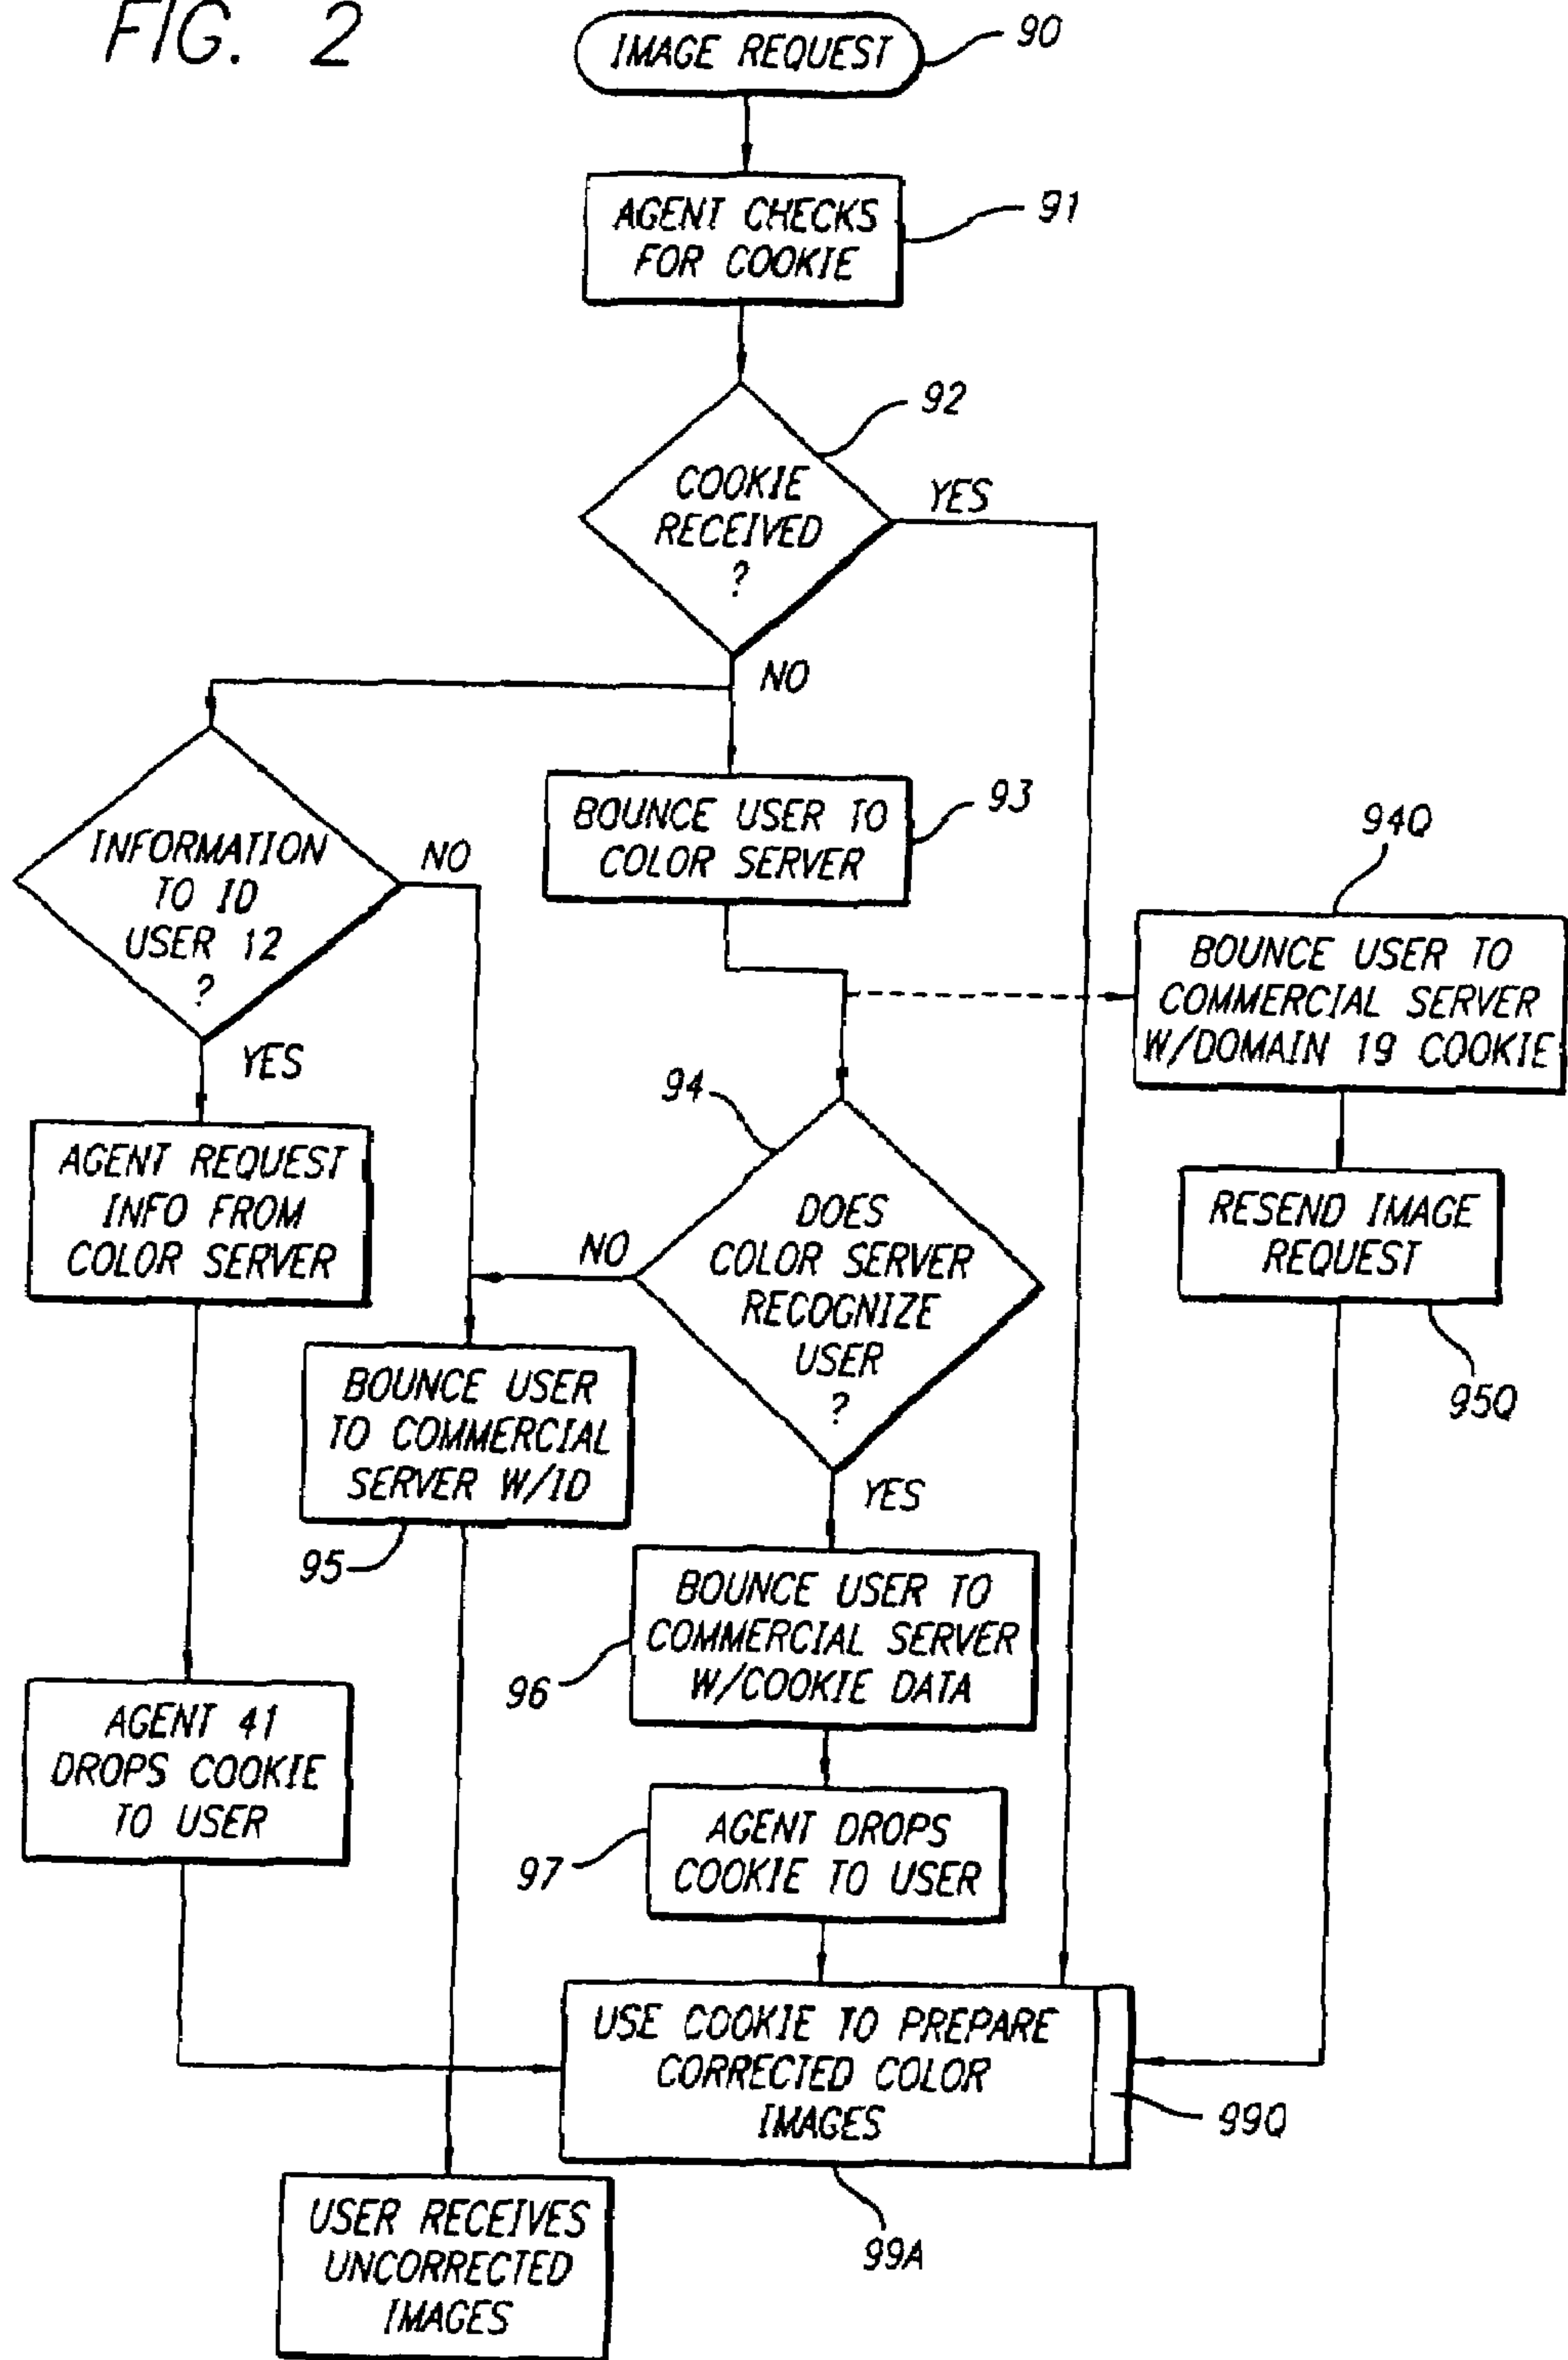 FIG. 2
IMAGE REQUEST
90
AGENT CHECKS
FOR COOKIE
91
92
COOKIE
RECEIVED
?
YES
NO
INFORMATION
TO ID
USER 12
?
NO
YES
BOUNCE USER TO
COLOR SERVER
93
94Q
BOUNCE USER TO
COMMERCIAL SERVER
W/DOMAIN 19 COOKIE
AGENT REQUEST
INFO FROM
COLOR SERVER
94
DOES
COLOR SERVER
RECOGNIZE
USER
?
NO
YES
RESEND IMAGE
REQUEST
95Q
BOUNCE USER
TO COMMERCIAL
SERVER W/ID
95
BOUNCE USER TO
COMMERCIAL SERVER
W/COOKIE DATA
96
AGENT 41
DROPS COOKIE
TO USER
AGENT DROPS
COOKIE TO USER
97
USE COOKIE TO PREPARE
CORRECTED COLOR
IMAGES
99Q
99A
USER RECEIVES
UNCORRECTED
IMAGES